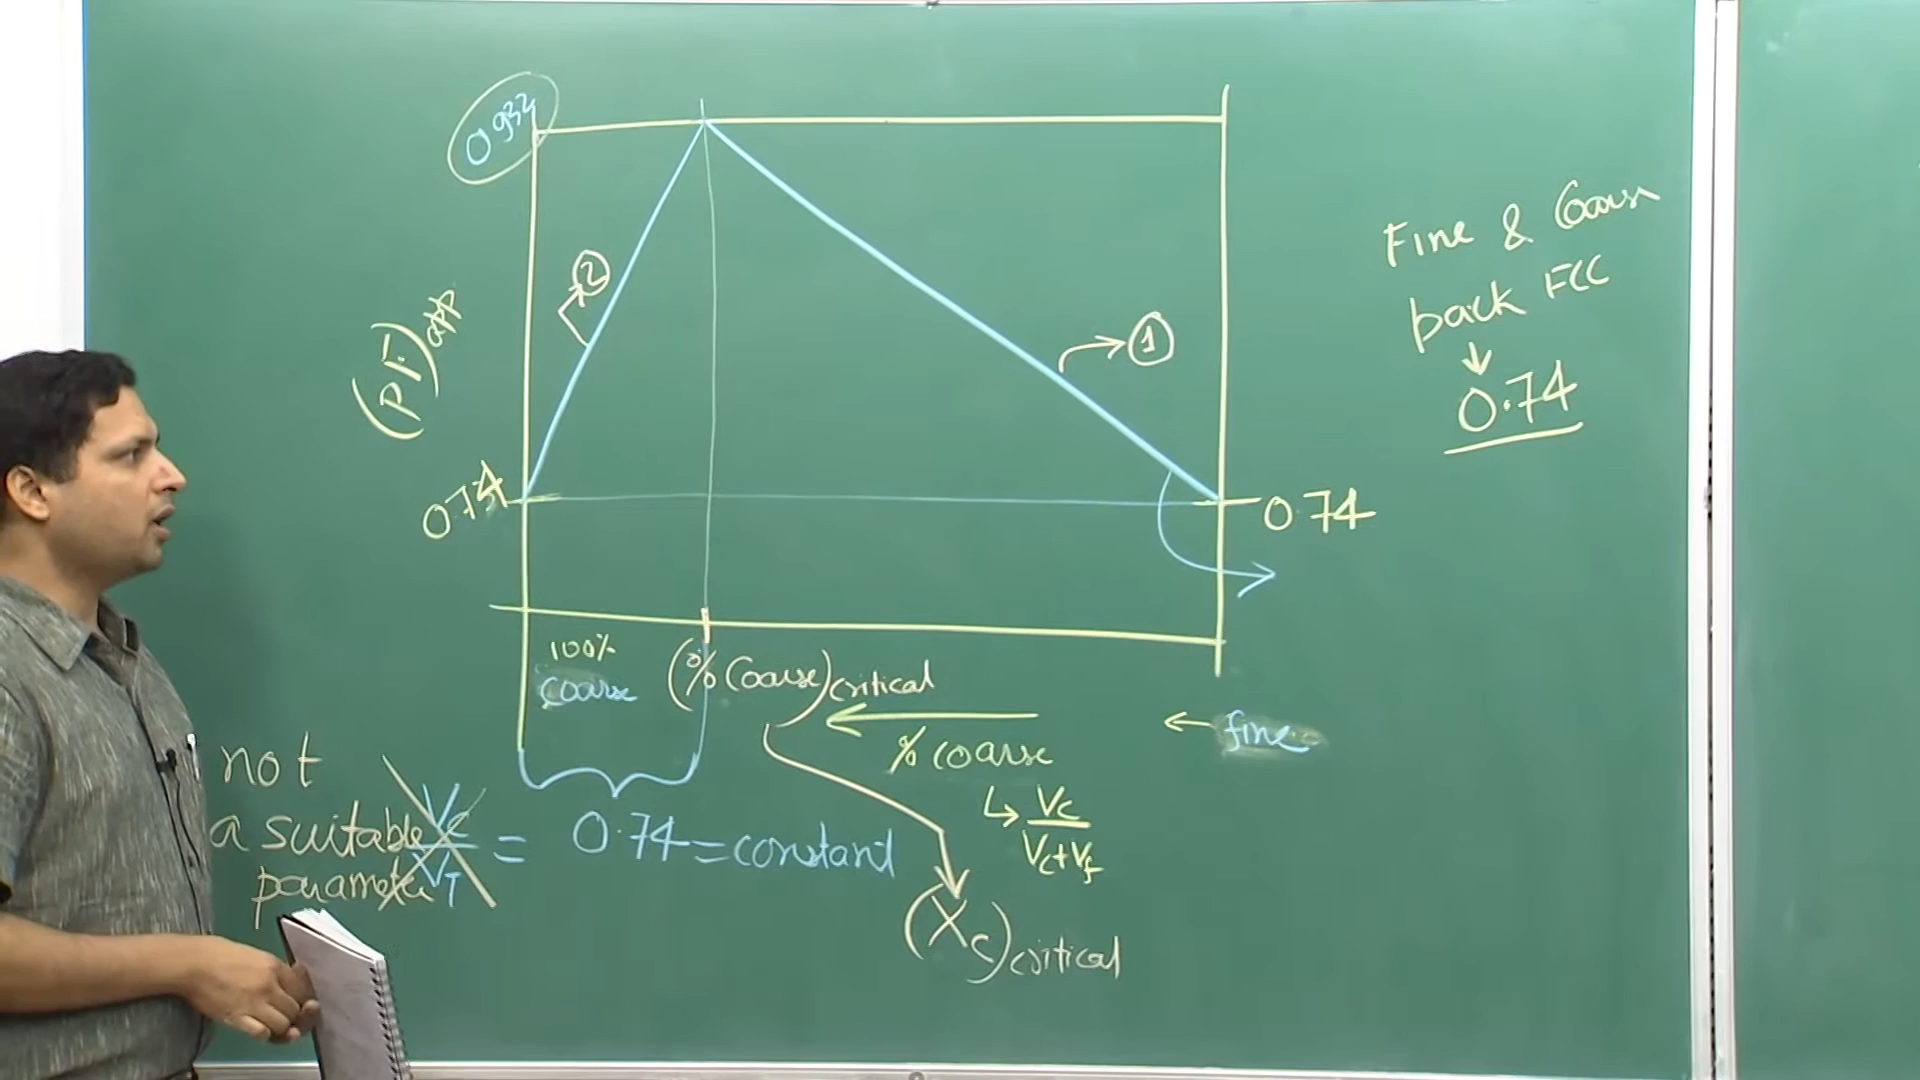 0.932
(P.F.)app
0.74
②
①
0.74
Fine & Coarse
pack FCC
↓
0.74
100%
coarse
(% Coarse)critical
← fine
% coarse
↳ Vc
Vc+Vf
not
a suitable
parameter
Vc
VT
= 0.74 = constant
(Xc)critical